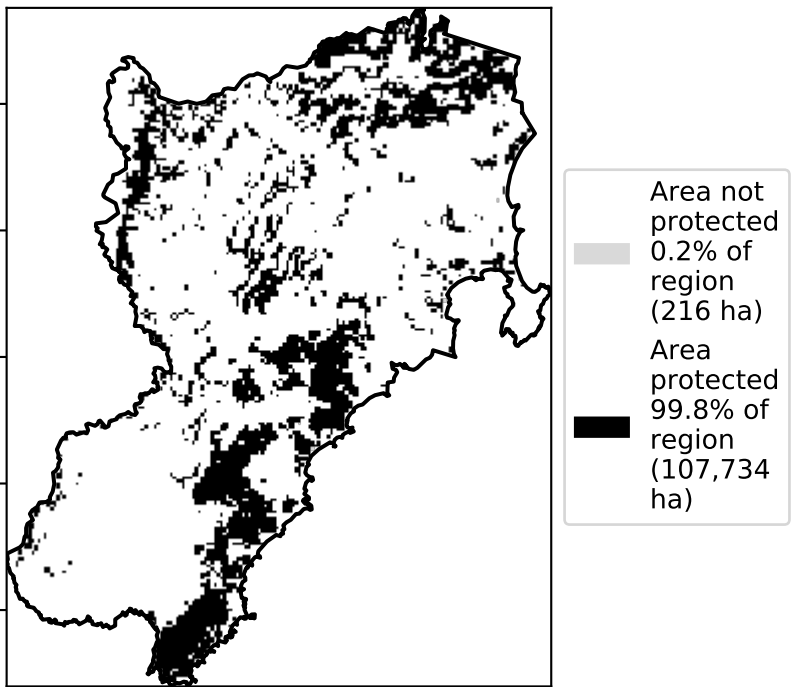 Area not
protected
0.2% of
region
(216 ha)
Area
protected
99.8% of
region
(107,734
ha)